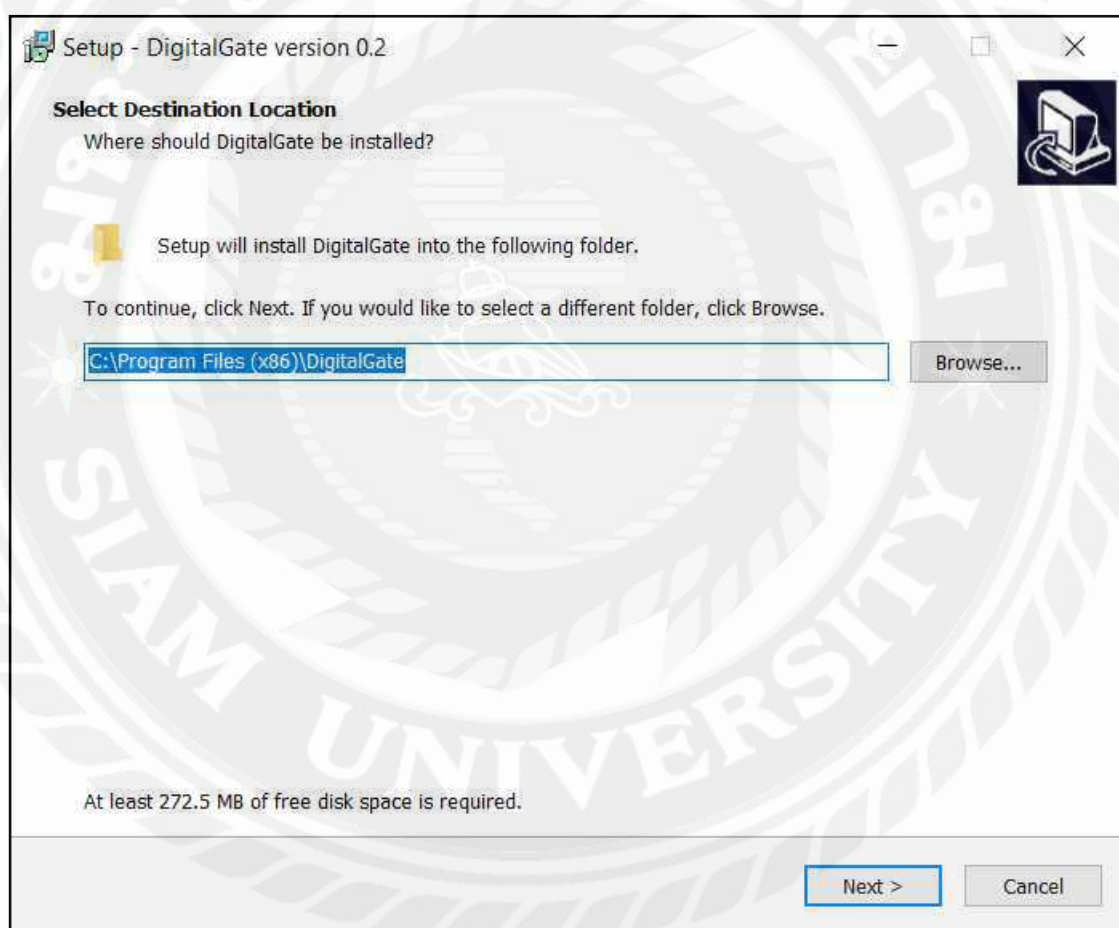 Setup - DigitalGate version 0.2
Select Destination Location
Where should DigitalGate be installed?
Setup will install DigitalGate into the following folder.
To continue, click Next. If you would like to select a different folder, click Browse.
C:\Program Files (x86)\DigitalGate
Browse...
SIAM UNIVERSITY
At least 272.5 MB of free disk space is required.
Next >
Cancel